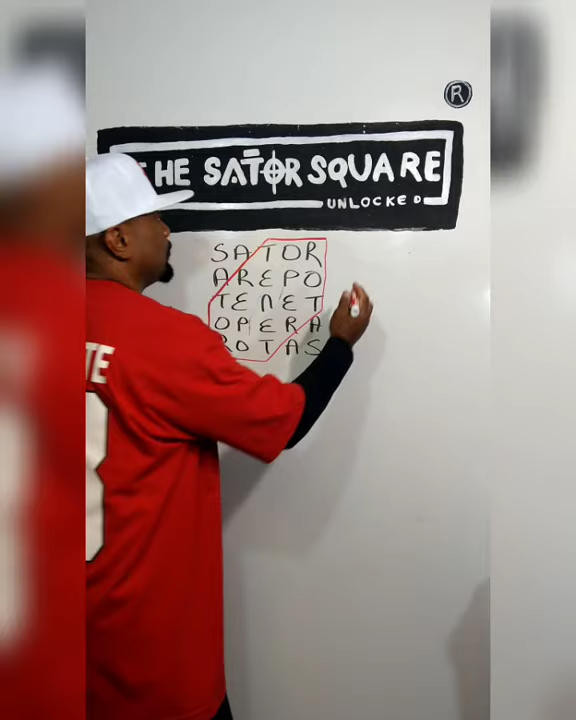 ®
THE SATOR SQUARE
UNLOCKED
SATOR
AREPO
TENET
OPERA
ROTAS